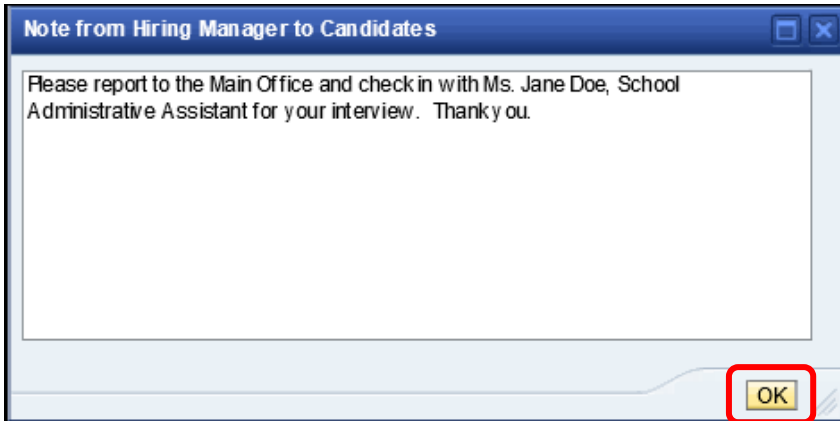 Note from Hiring Manager to Candidates
Please report to the Main Office and check in with Ms. Jane Doe, School
Administrative Assistant for your interview.  Thank you.
OK